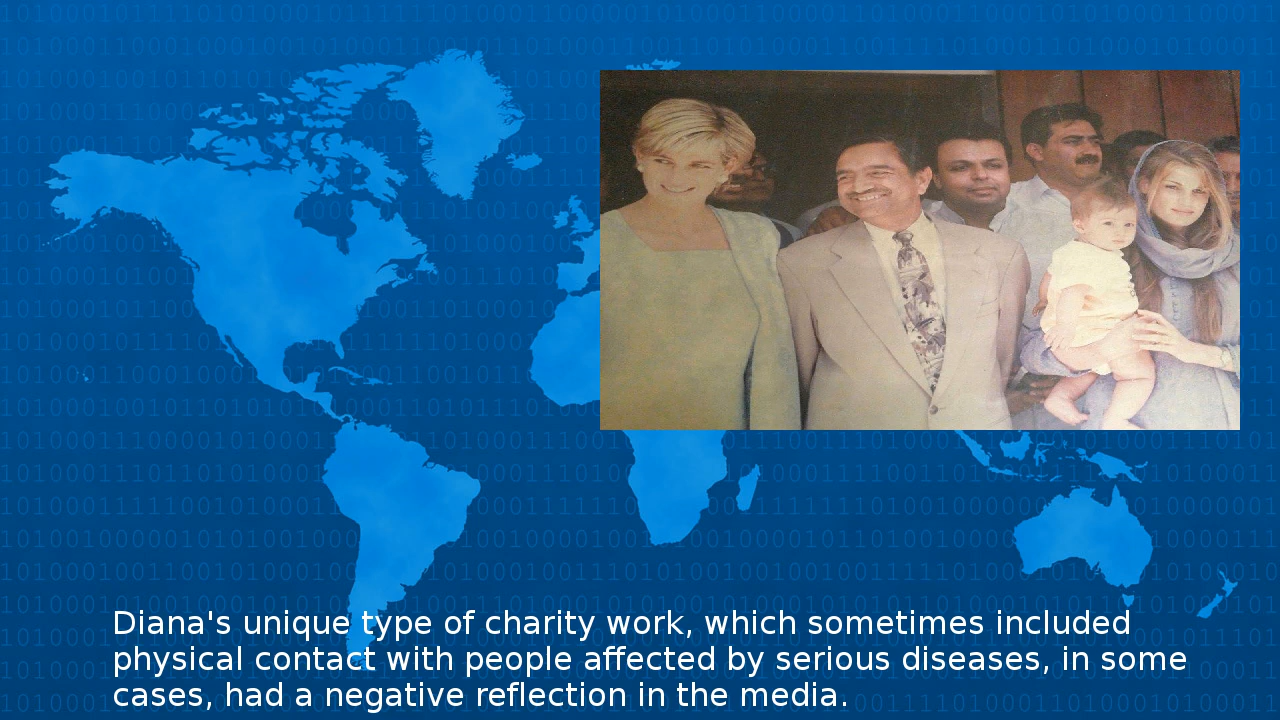 Diana's unique type of charity work, which sometimes included
physical contact with people affected by serious diseases, in some
cases, had a negative reflection in the media.